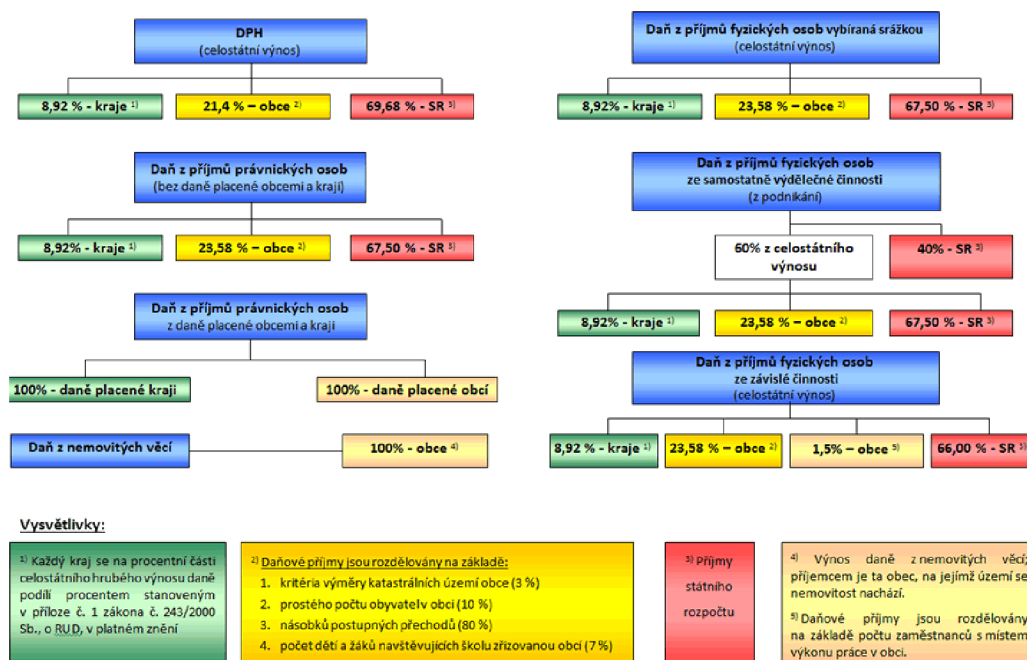 DPH
(celostátní výnos)
8,92 % - kraje ¹⁾
21,4 % – obce ²⁾
69,68 % - SR ³⁾
Daň z příjmů právnických osob
(bez daně placené obcemi a kraji)
8,92% - kraje ¹⁾
23,58 % – obce ²⁾
67,50 % - SR ³⁾
Daň z příjmů právnických osob
z daně placené obcemi a kraji
100% - daně placené kraji
100% - daně placené obcí
Daň z nemovitých věcí
100% - obce ⁴⁾
Daň z příjmů fyzických osob vybíraná srážkou
(celostátní výnos)
8,92% - kraje ¹⁾
23,58 % – obce ²⁾
67,50 % - SR ³⁾
Daň z příjmů fyzických osob
ze samostatně výdělečné činnosti
(z podnikání)
60% z celostátního
výnosu
40% - SR ³⁾
8,92% - kraje ¹⁾
23,58 % – obce ²⁾
67,50 % - SR ³⁾
Daň z příjmů fyzických osob
ze závislé činnosti
(celostátní výnos)
8,92 % - kraje ¹⁾
23,58 % – obce ²⁾
1,5% – obce ⁵⁾
66,00 % - SR ³⁾
Vysvětlivky:
¹⁾ Každý kraj se na procentní části
celostátního hrubého výnosu daně
podílí procentem stanoveným
v příloze č. 1 zákona č. 243/2000
Sb., o RUD, v platném znění
²⁾ Daňové příjmy jsou rozdělovány na základě:
1. kritéria výměry katastrálních území obce (3 %)
2. prostého počtu obyvatel v obci (10 %)
3. násobků postupných přechodů (80 %)
4. počet dětí a žáků navštěvujících školu zřizovanou obcí (7 %)
³⁾ Příjmy
státního
rozpočtu
⁴⁾ Výnos daně z nemovitých věcí;
příjemcem je ta obec, na jejímž území se
nemovitost nachází.
⁵⁾ Daňové příjmy jsou rozdělovány
na základě počtu zaměstnanců s místem
výkonu práce v obci.